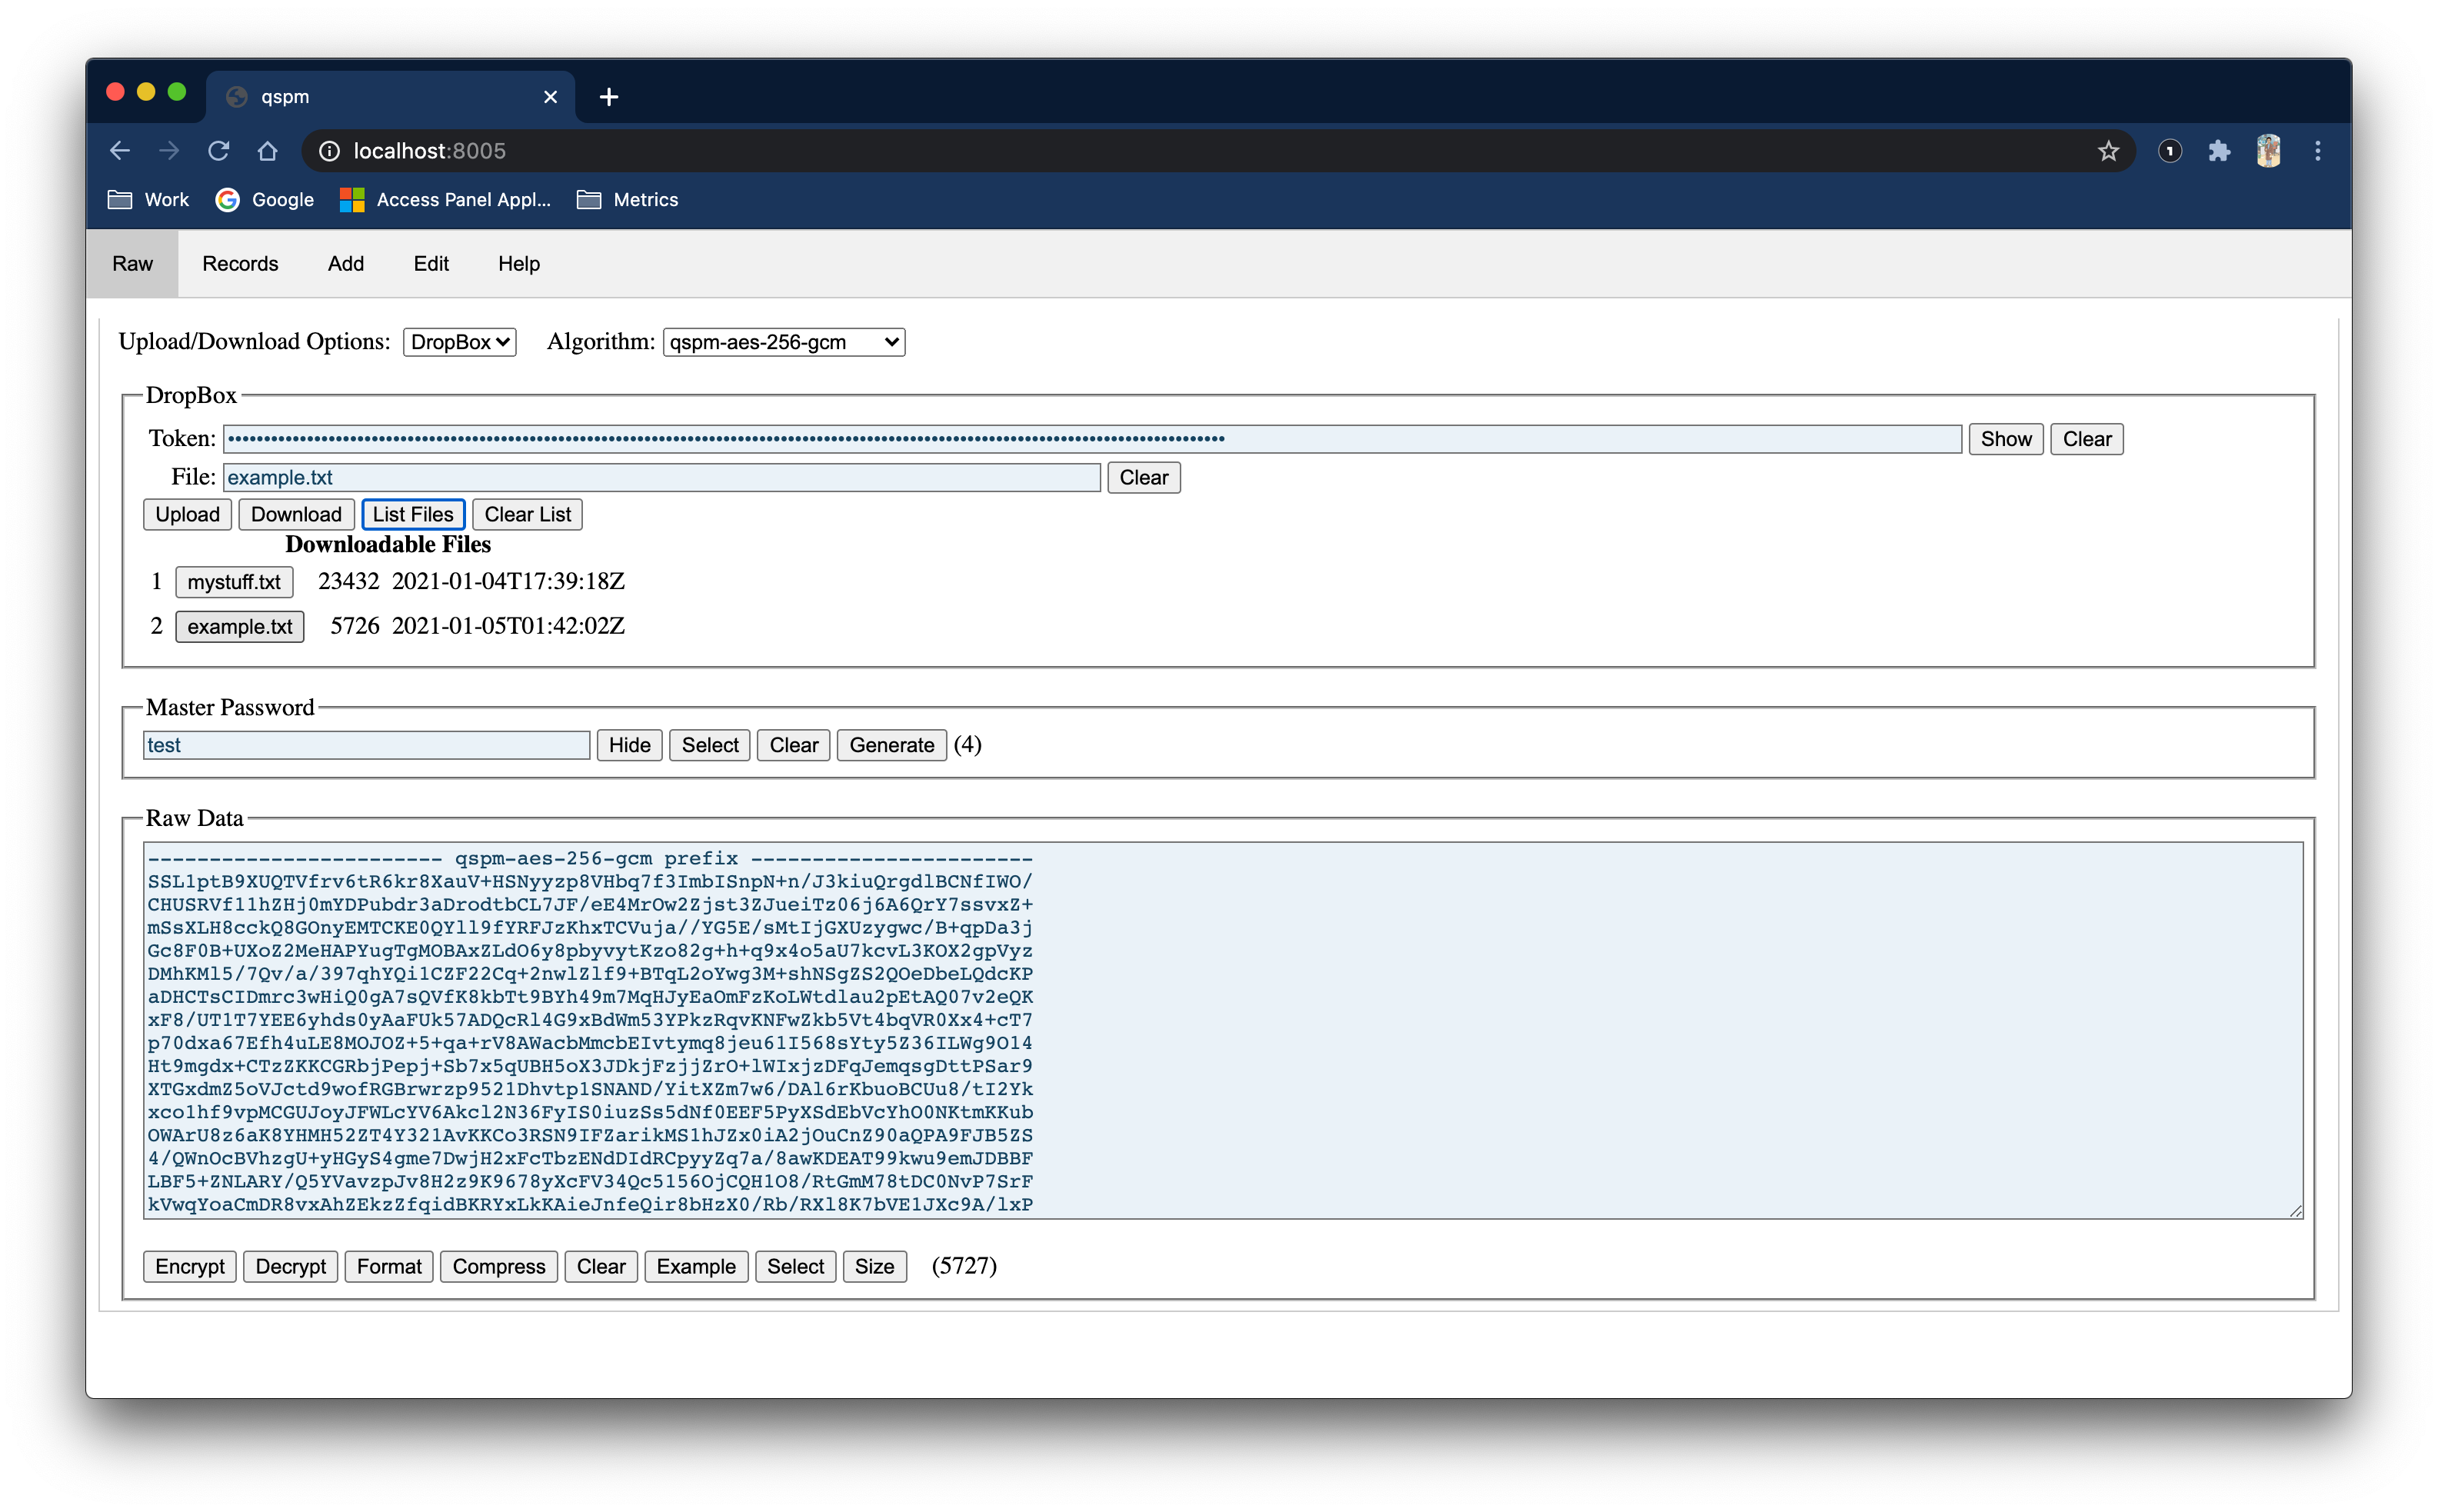 qspm
localhost:8005
Work Google Access Panel Appl... Metrics
Raw Records Add Edit Help
Upload/Download Options: DropBox Algorithm: qspm-aes-256-gcm
DropBox
Token: •••••••••••••••••••••••••••••••••••••••••••••••••••••••••••••••••••••••••••••••••••••••••••••••••••••••••••••••••••••••••••••••••••••••••••• Show Clear
File: example.txt Clear
Upload Download List Files Clear List
Downloadable Files
1 mystuff.txt 23432 2021-01-04T17:39:18Z
2 example.txt 5726 2021-01-05T01:42:02Z
Master Password
test Hide Select Clear Generate (4)
Raw Data
------------------------ qspm-aes-256-gcm prefix -----------------------
SSL1ptB9XUQTVfrv6tR6kr8XauV+HSNyyzp8VHbq7f3ImbISnpN+n/J3kiuQrgdlBCNfIWO/
CHUSRVf11hZHj0mYDPubdr3aDrodtbCL7JF/eE4MrOw2Zjst3ZJueiTz06j6A6QrY7ssvxZ+
mSsXLH8cckQ8GOnyEMTCKE0QYll9fYRFJzKhxTCVuja//YG5E/sMtIjGXUzygwc/B+qpDa3j
Gc8F0B+UXoZ2MeHAPYugTgMOBAxZLdO6y8pbyvytKzo82g+h+q9x4o5aU7kcvL3KOX2gpVyz
DMhKMl5/7Qv/a/397qhYQi1CZF22Cq+2nwlZlf9+BTqL2oYwg3M+shNSgZS2QOeDbeLQdcKP
aDHCTsCIDmrc3wHiQ0gA7sQVfK8kbTt9BYh49m7MqHJyEaOmFzKoLWtdlau2pEtAQ07v2eQK
xF8/UT1T7YEE6yhds0yAaFUk57ADQcRl4G9xBdWm53YPkzRqvKNFwZkb5Vt4bqVR0Xx4+cT7
p70dxa67Efh4uLE8MOJOZ+5+qa+rV8AWacbMmcbEIvtymq8jeu61I568sYty5Z36ILWg9O14
Ht9mgdx+CTzZKKCGRbjPepj+Sb7x5qUBH5oX3JDkjFzjjZrO+lWIxjzDFqJemqsgDttPSar9
XTGxdmZ5oVJctd9wofRGBrwrzp9521Dhvtp1SNAND/YitXZm7w6/DAl6rKbuoBCUu8/tI2Yk
xco1hf9vpMCGUJoyJFWLcYV6Akcl2N36FyIS0iuzSs5dNf0EEF5PyXSdEbVcYhO0NKtmKKub
OWArU8z6aK8YHMH52ZT4Y321AvKKCo3RSN9IFZarikMS1hJZx0iA2jOuCnZ90aQPA9FJB5ZS
4/QWnOcBVhzgU+yHGyS4gme7DwjH2xFcTbzENdDIdRCpyyZq7a/8awKDEAT99kwu9emJDBBF
LBF5+ZNLARY/Q5YVavzpJv8H2z9K9678yXcFV34Qc5156OjCQH1O8/RtGmM78tDC0NvP7SrF
kVwqYoaCmDR8vxAhZEkzZfqidBKRYxLkKAieJnfeQir8bHzX0/Rb/RXl8K7bVE1JXc9A/lxP
Encrypt Decrypt Format Compress Clear Example Select Size (5727)